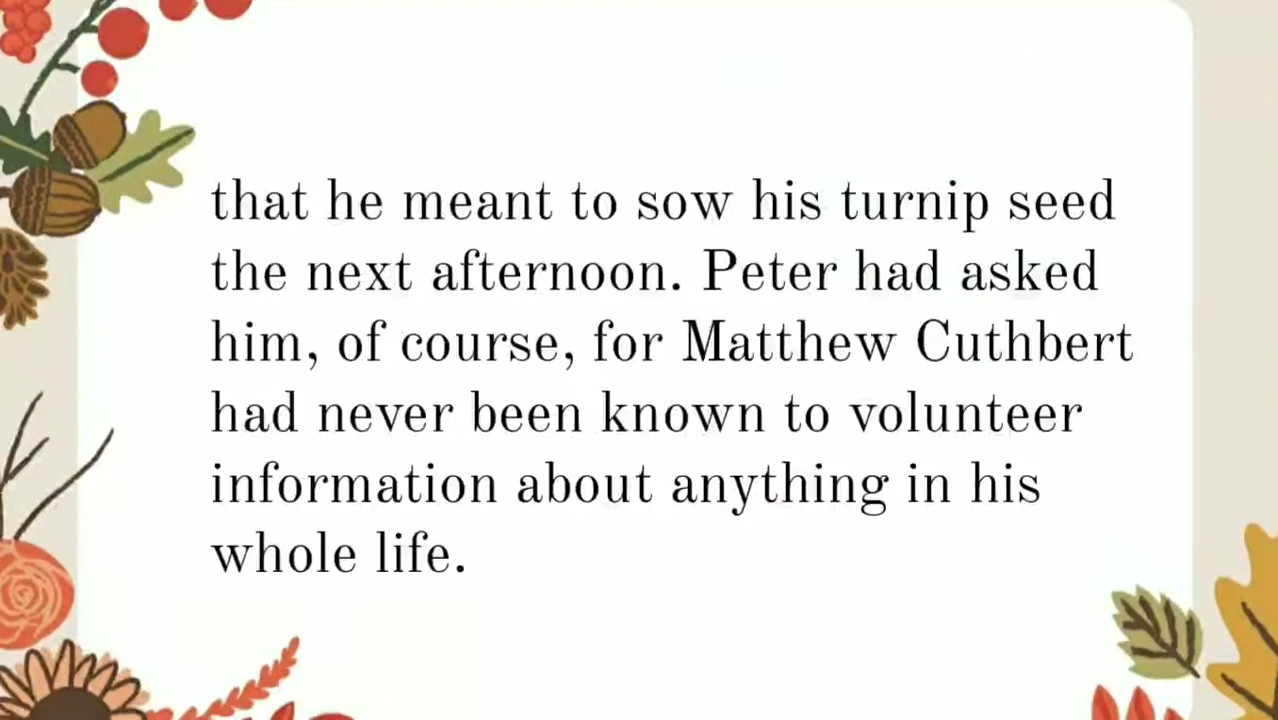 that he meant to sow his turnip seed
the next afternoon. Peter had asked
him, of course, for Matthew Cuthbert
had never been known to volunteer
information about anything in his
whole life.